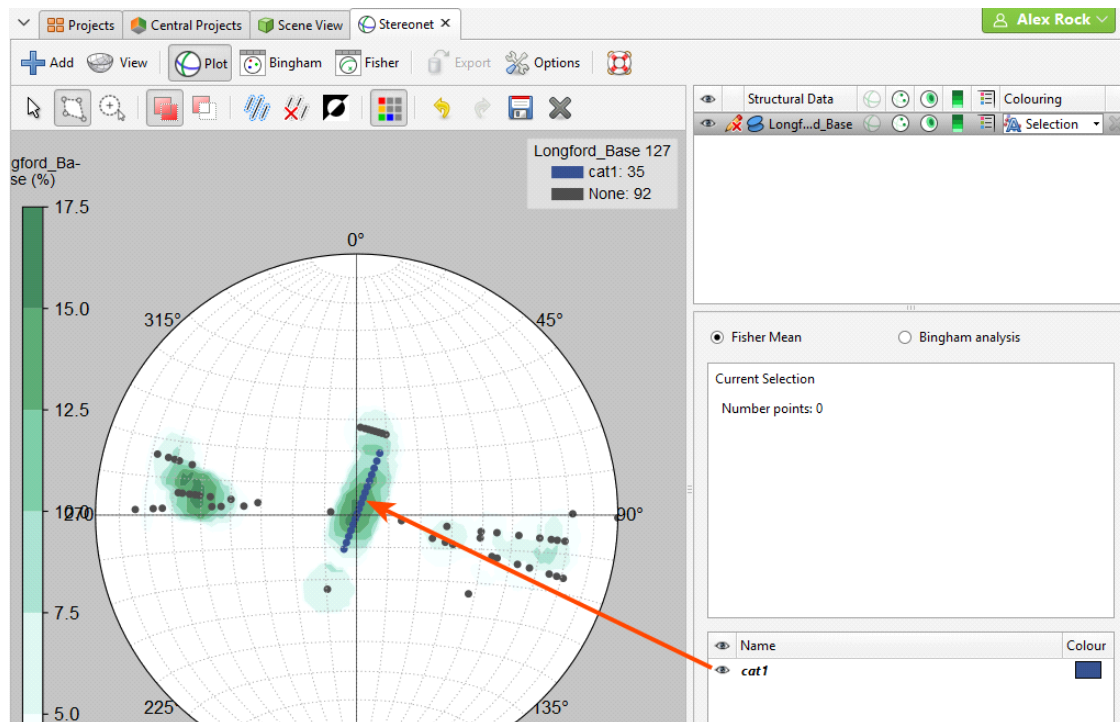 Projects Central Projects Scene View Stereonet Alex Rock
Add View Plot Bingham Fisher Export Options
Structural Data Colouring
Longf...d_Base Selection
gford_Ba-
se (%)
Longford_Base 127
cat1: 35
None: 92
17.5
15.0
12.5
7.5
5.0
0°
315°
45°
270
90°
225°
135°
Fisher Mean Bingham analysis
Current Selection
Number points: 0
Name Colour
cat1